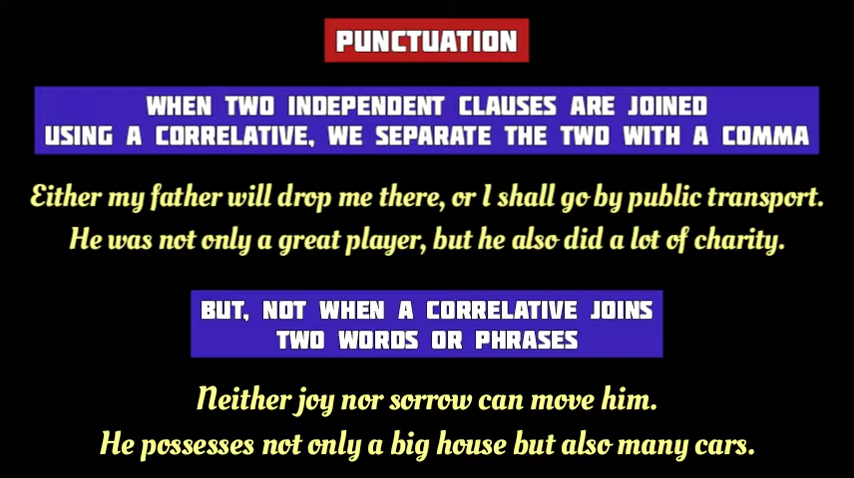 PUNCTUATION
WHEN TWO INDEPENDENT CLAUSES ARE JOINED
USING A CORRELATIVE, WE SEPARATE THE TWO WITH A COMMA
Either my father will drop me there, or I shall go by public transport.
He was not only a great player, but he also did a lot of charity.
BUT, NOT WHEN A CORRELATIVE JOINS
TWO WORDS OR PHRASES
Neither joy nor sorrow can move him.
He possesses not only a big house but also many cars.